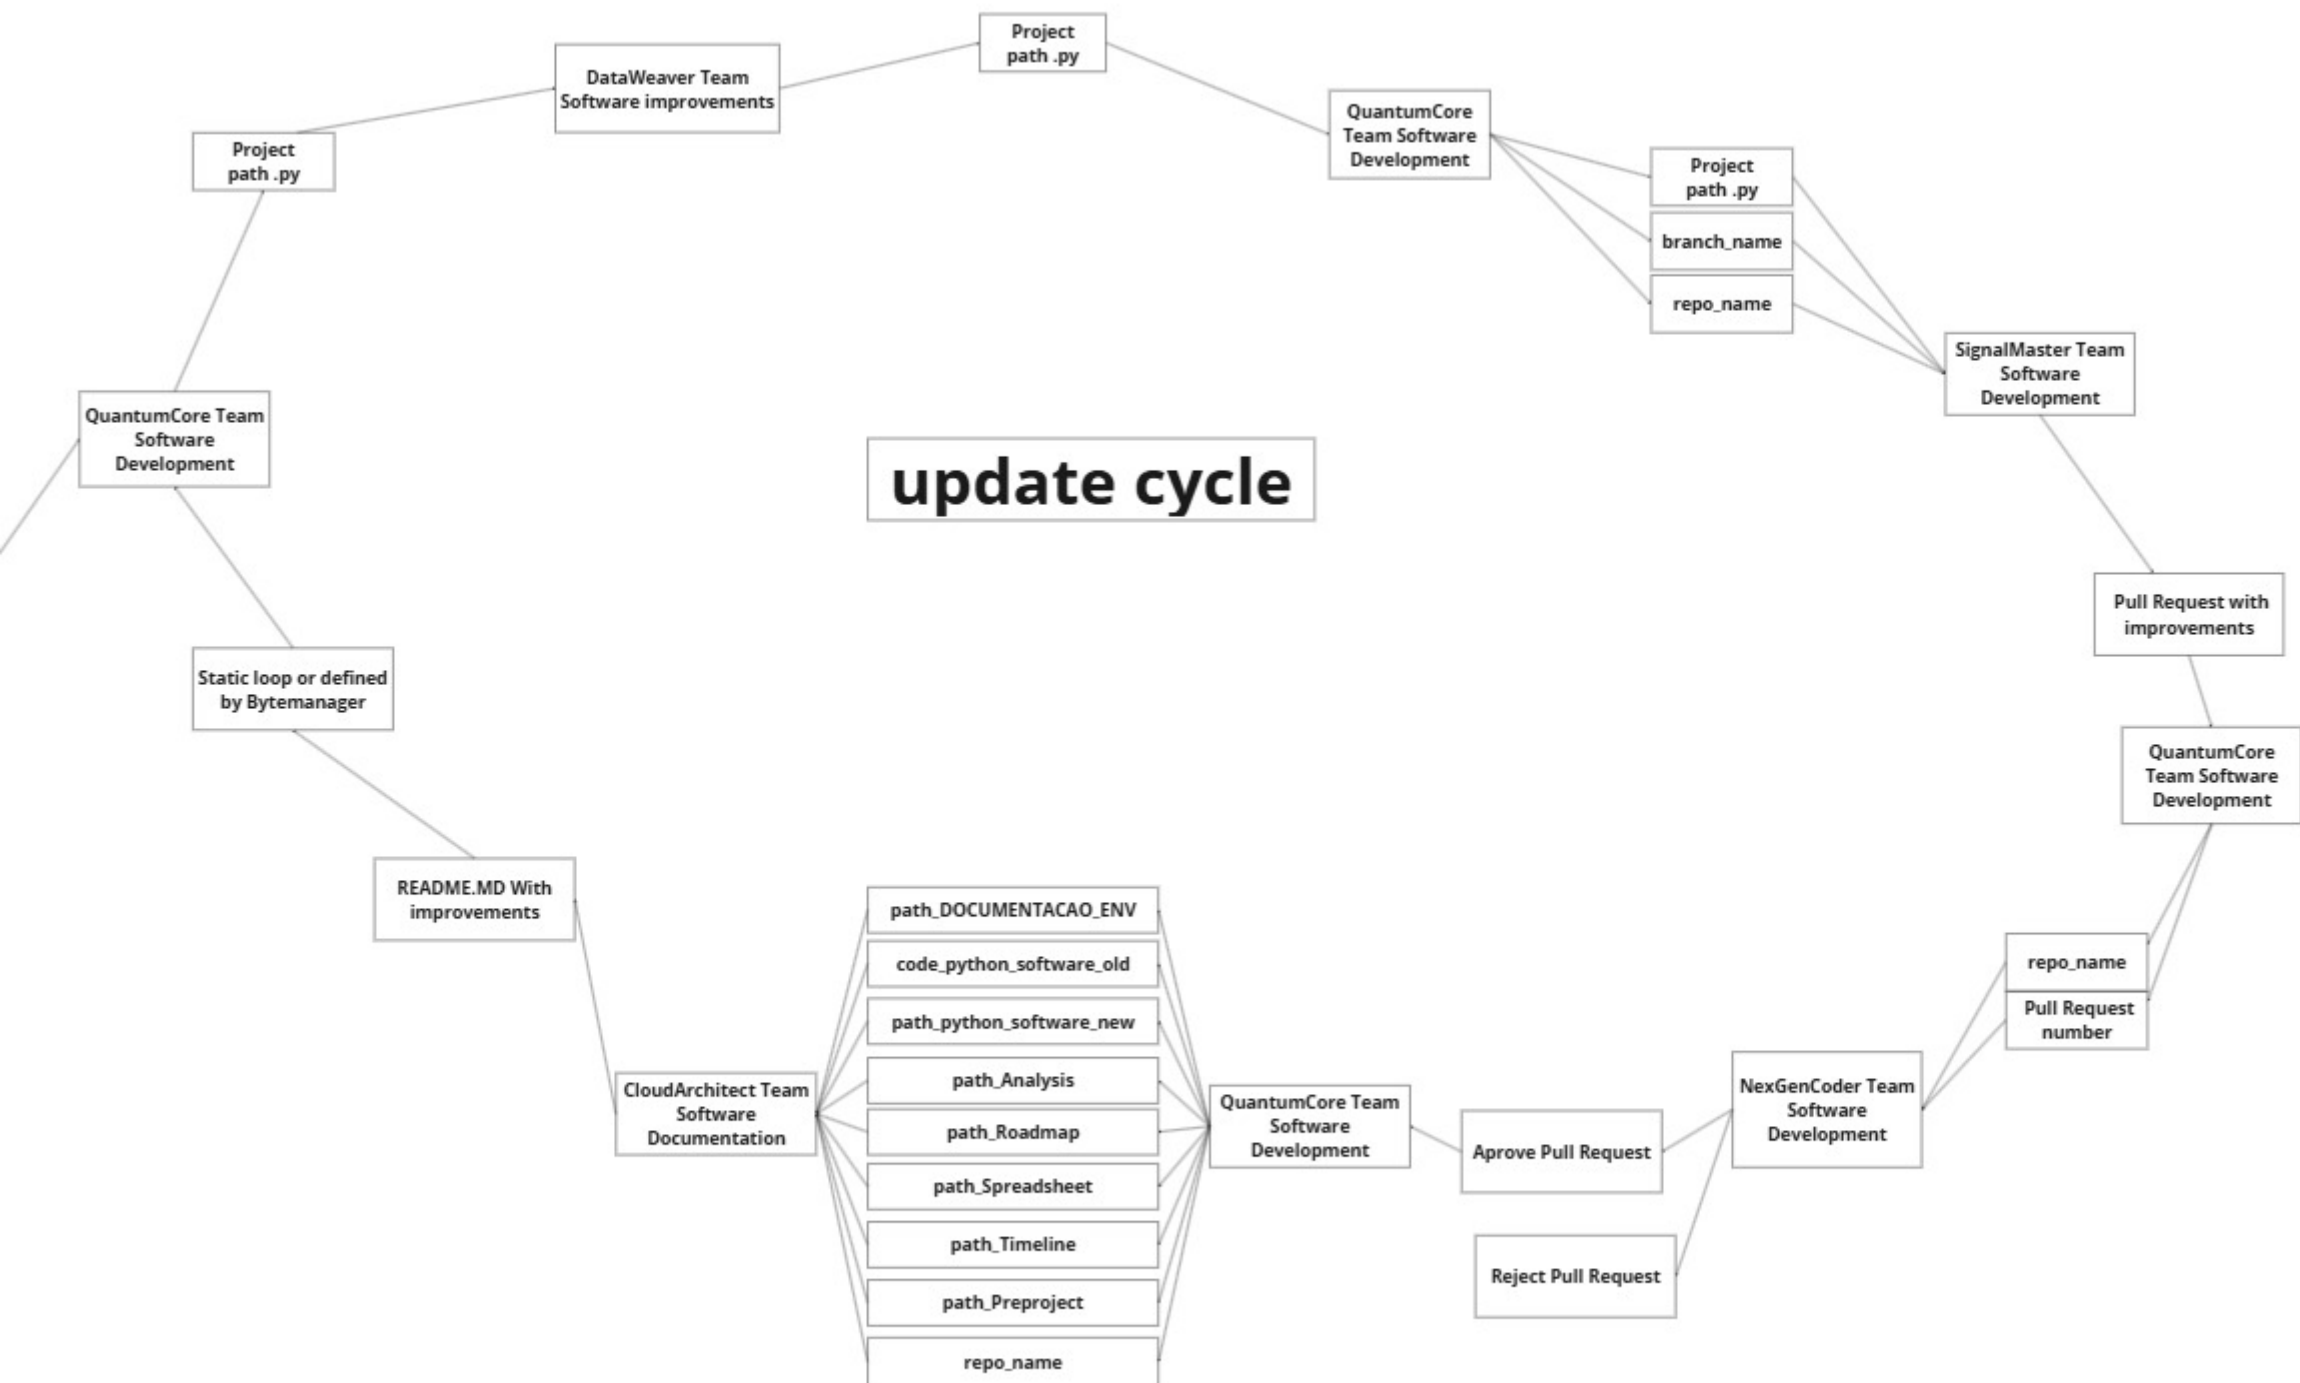 Project
path .py
DataWeaver Team
Software improvements
Project
path .py
QuantumCore
Team Software
Development
Project
path .py
branch_name
repo_name
SignalMaster Team
Software
Development
QuantumCore Team
Software
Development
update cycle
Pull Request with
improvements
Static loop or defined
by Bytemanager
QuantumCore
Team Software
Development
README.MD With
improvements
path_DOCUMENTACAO_ENV
code_python_software_old
path_python_software_new
path_Analysis
path_Roadmap
path_Spreadsheet
path_Timeline
path_Preproject
repo_name
CloudArchitect Team
Software
Documentation
QuantumCore Team
Software
Development
Aprove Pull Request
Reject Pull Request
NexGenCoder Team
Software
Development
repo_name
Pull Request
number